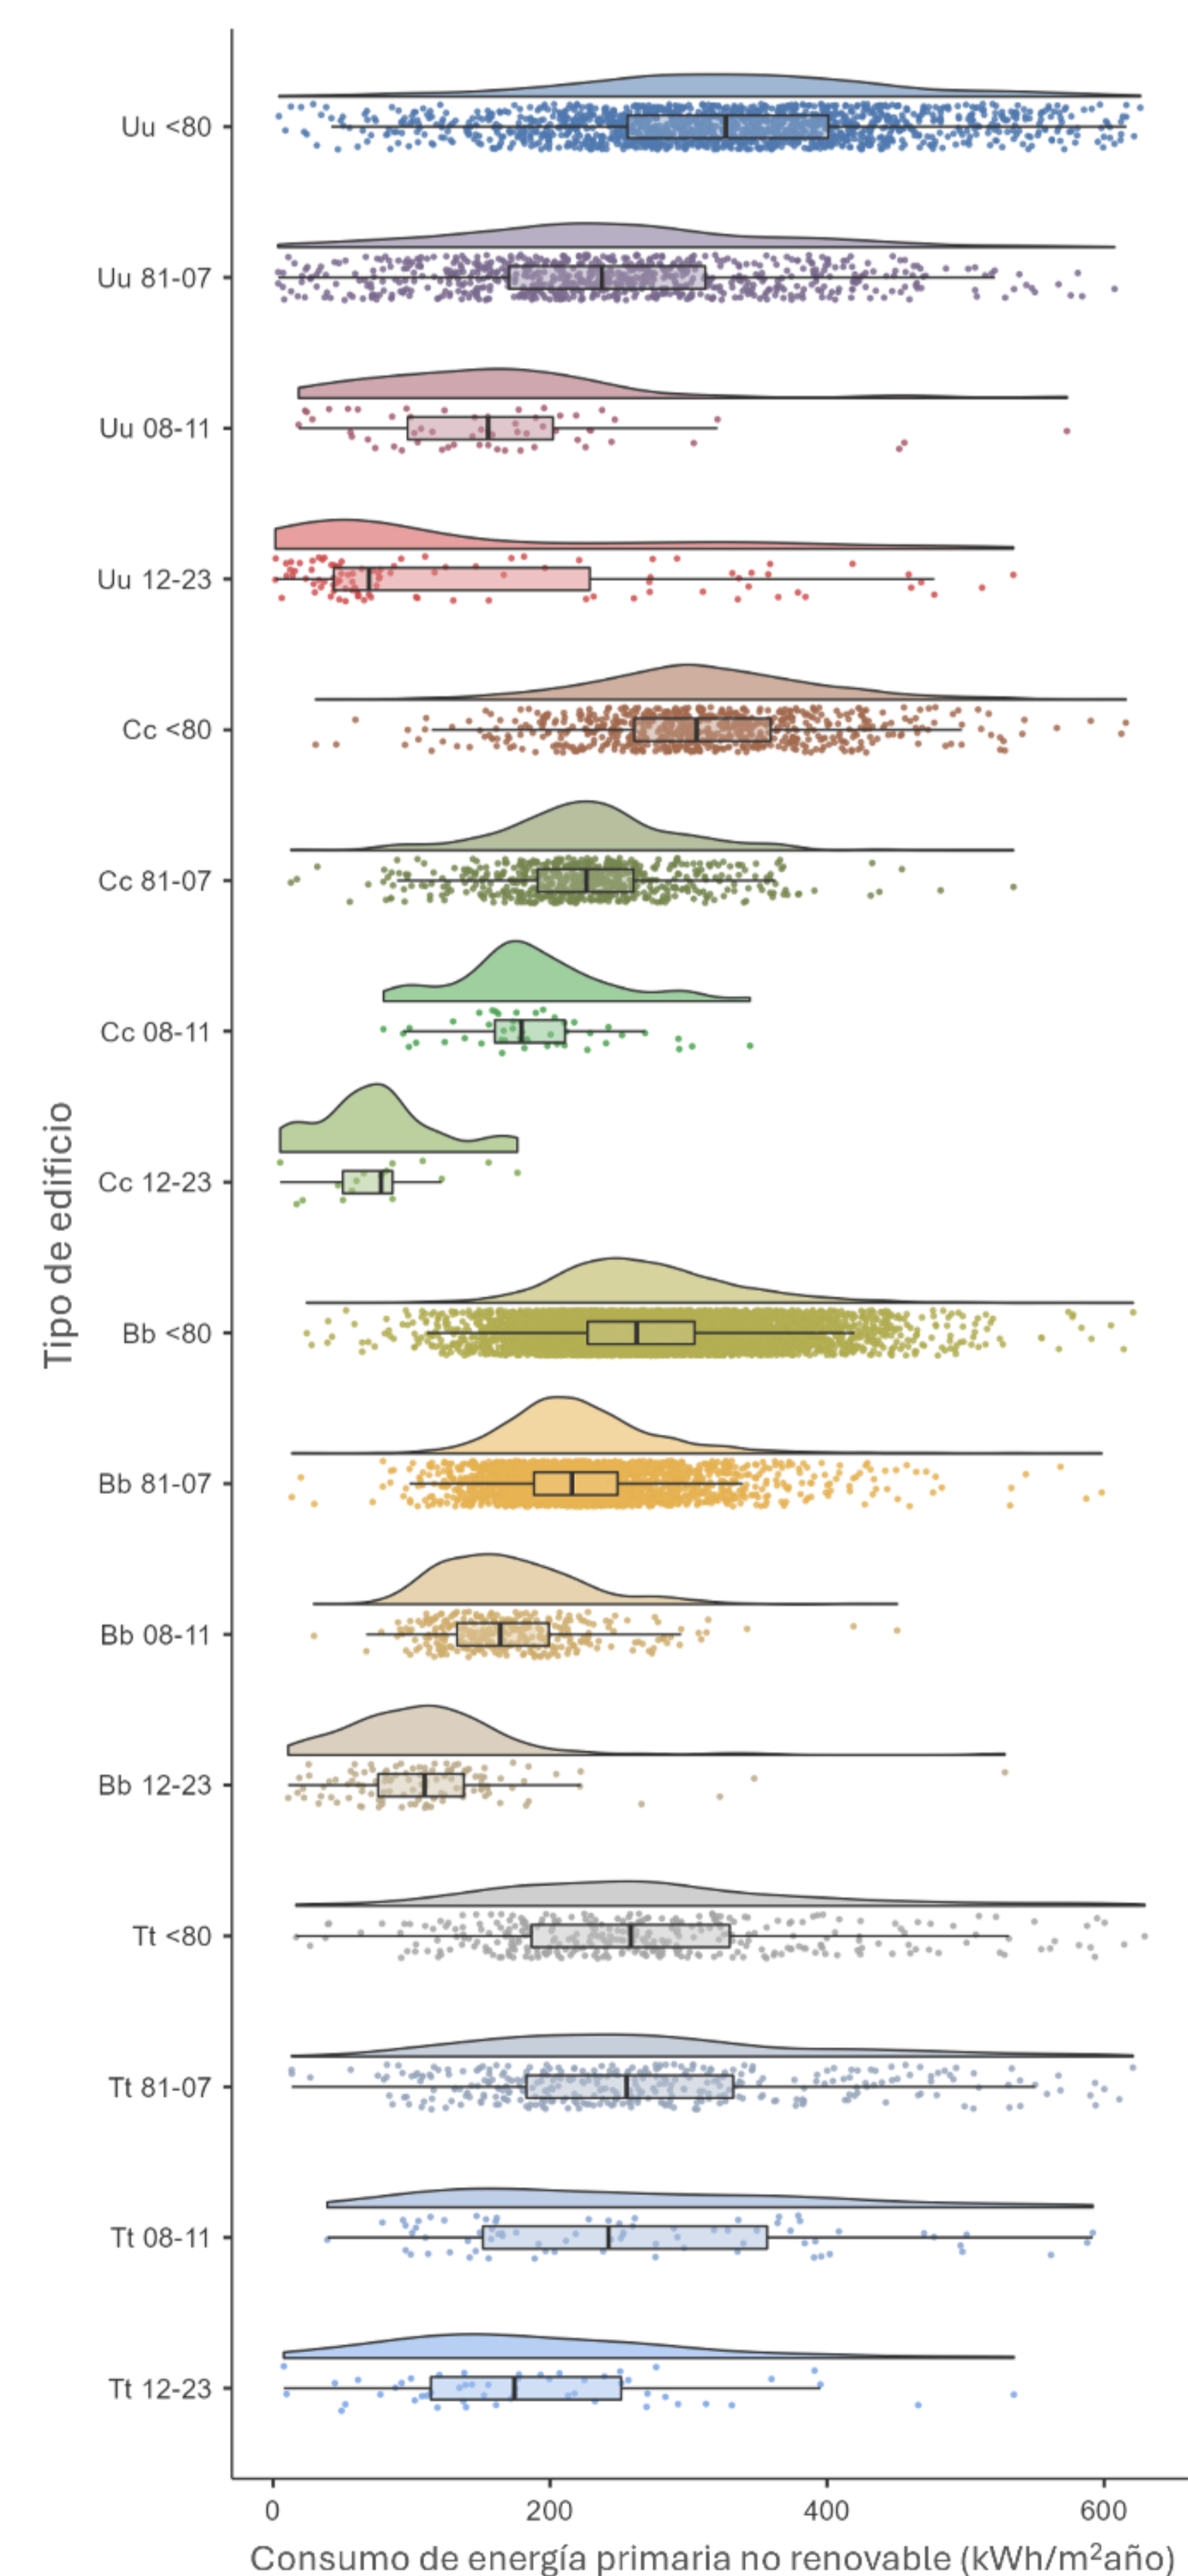 Tipo de edificio
Uu <80
Uu 81-07
Uu 08-11
Uu 12-23
Cc <80
Cc 81-07
Cc 08-11
Cc 12-23
Bb <80
Bb 81-07
Bb 08-11
Bb 12-23
Tt <80
Tt 81-07
Tt 08-11
Tt 12-23
0 200 400 600
Consumo de energía primaria no renovable (kWh/m²año)